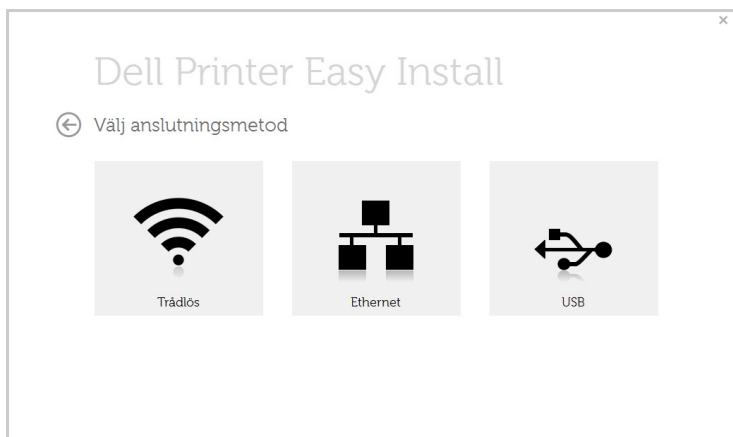 Dell Printer Easy Install
Välj anslutningsmetod
Trådlös
Ethernet
USB